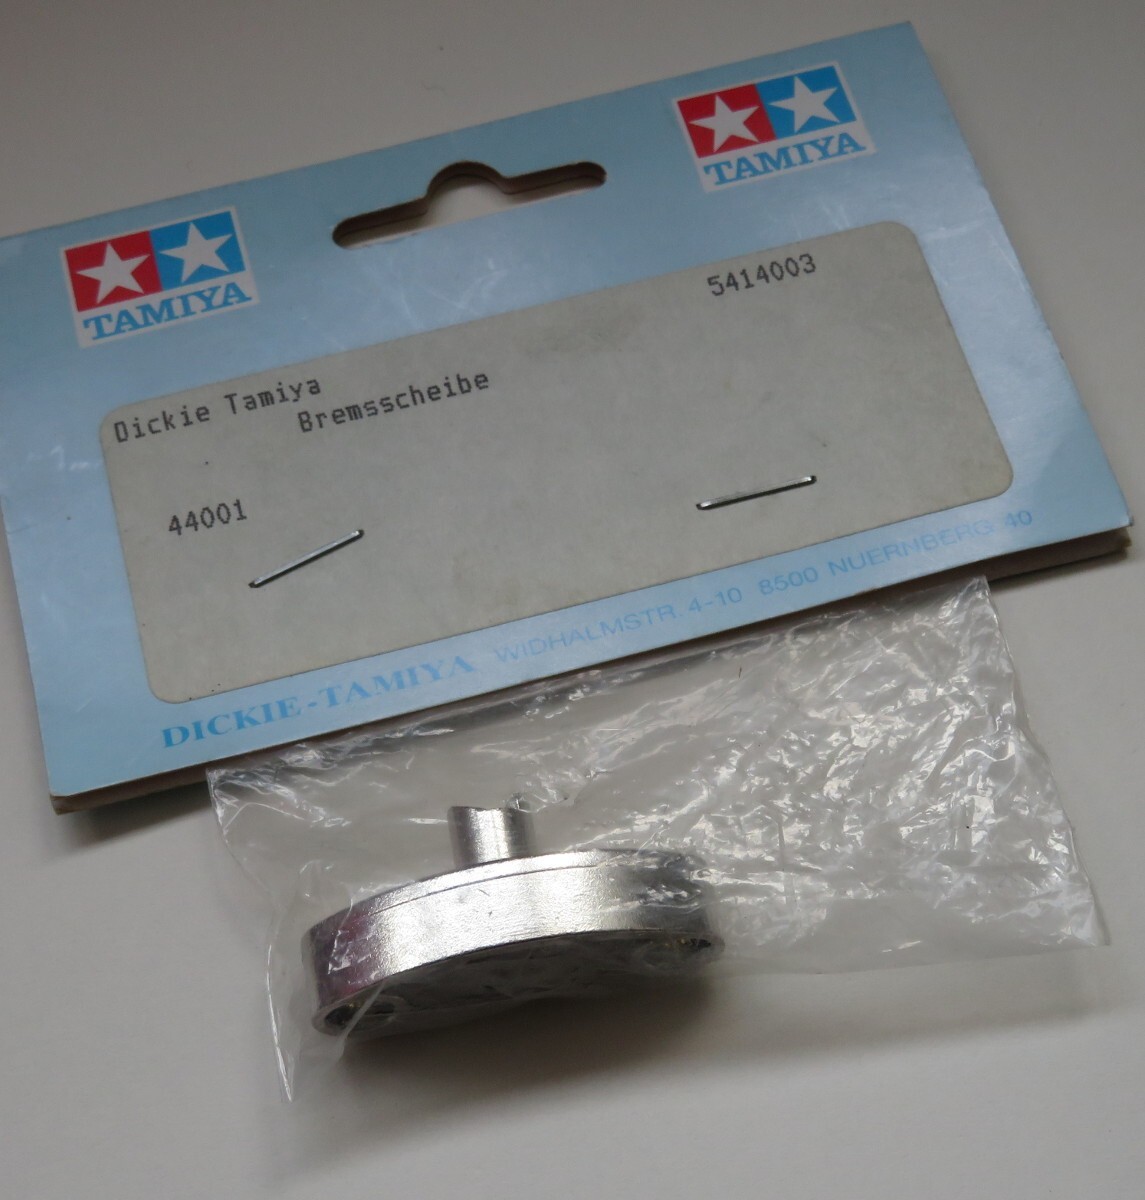 TAMIYA
TAMIYA
5414003
Dickie Tamiya
Bremsscheibe
44001
DICKIE-TAMIYA WIDHALMSTR. 4-10 8500 NUERNBERG 40